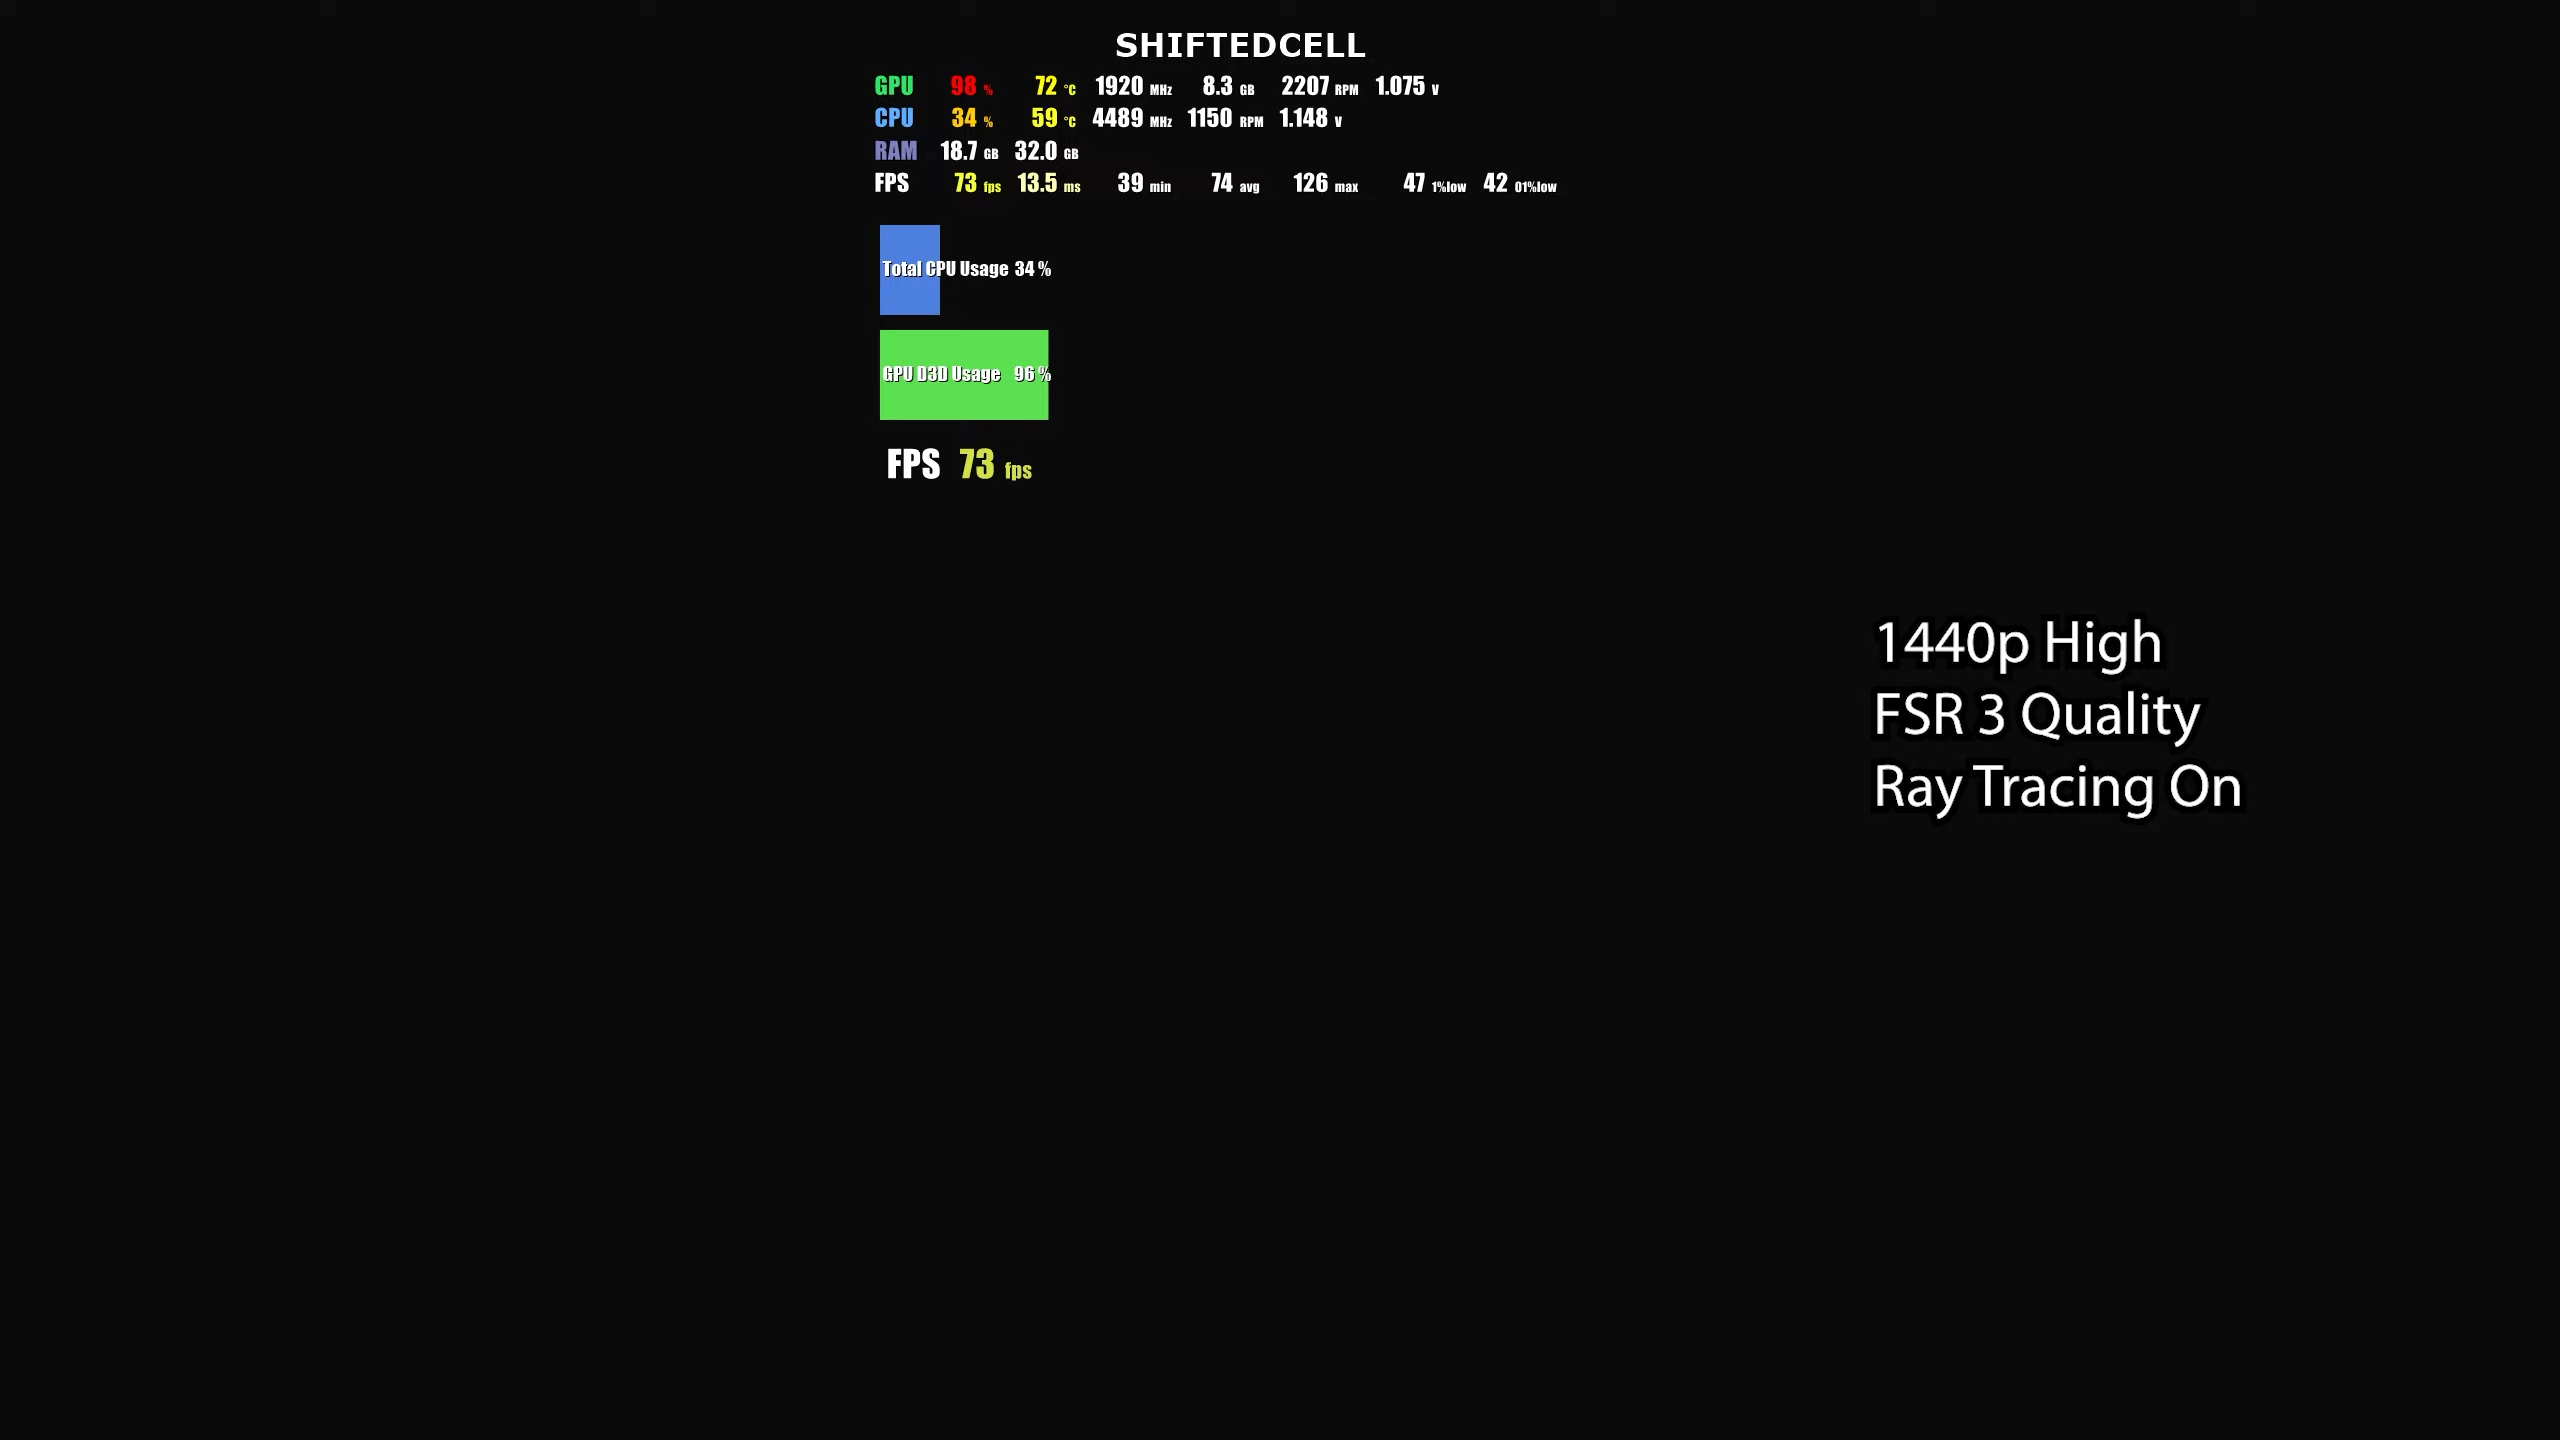 SHIFTEDCELL
GPU 98 % 72 °C 1920 MHz 8.3 GB 2207 RPM 1.075 V
CPU 34 % 59 °C 4489 MHz 1150 RPM 1.148 V
RAM 18.7 GB 32.0 GB
FPS 73 fps 13.5 ms 39 min 74 avg 126 max 47 1%low 42 01%low
Total CPU Usage 34 %
GPU D3D Usage 96 %
FPS 73 fps
1440p High
FSR 3 Quality
Ray Tracing On